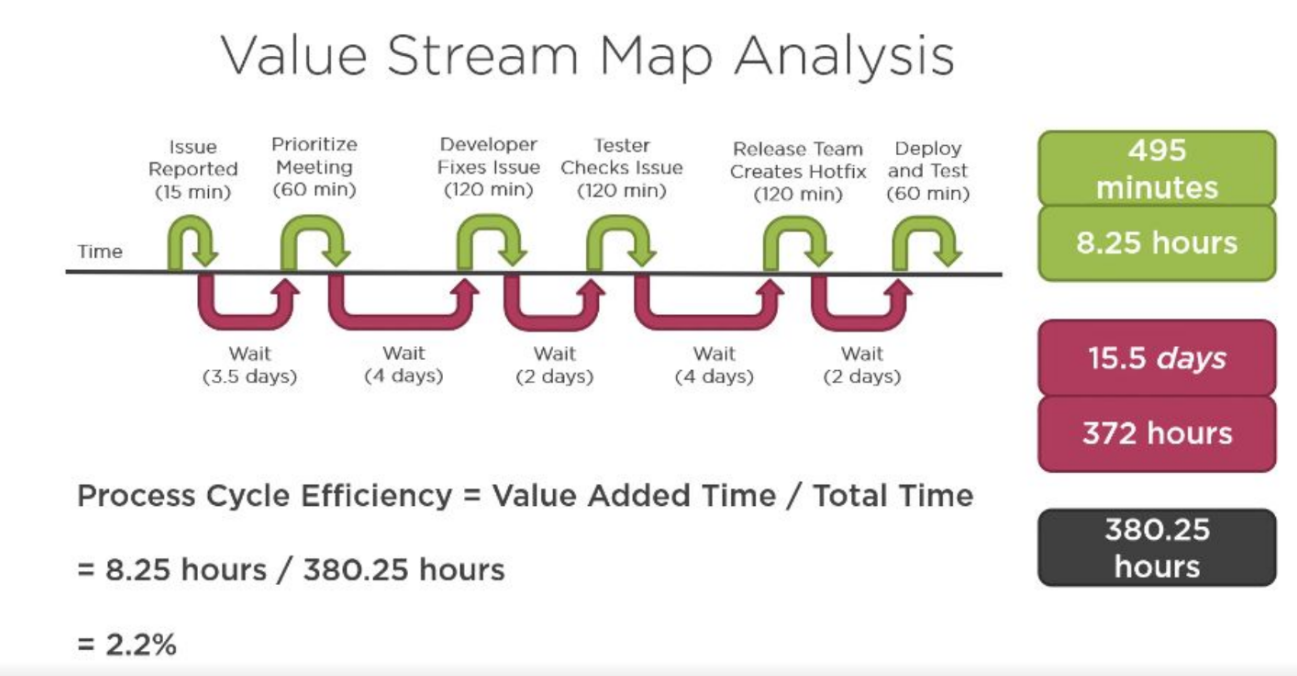 Value Stream Map Analysis
Issue
Reported
(15 min)
Prioritize
Meeting
(60 min)
Developer
Fixes Issue
(120 min)
Tester
Checks Issue
(120 min)
Release Team
Creates Hotfix
(120 min)
Deploy
and Test
(60 min)
Time
Wait
(3.5 days)
Wait
(4 days)
Wait
(2 days)
Wait
(4 days)
Wait
(2 days)
495
minutes
8.25 hours
15.5 days
372 hours
380.25
hours
Process Cycle Efficiency = Value Added Time / Total Time
= 8.25 hours / 380.25 hours
= 2.2%